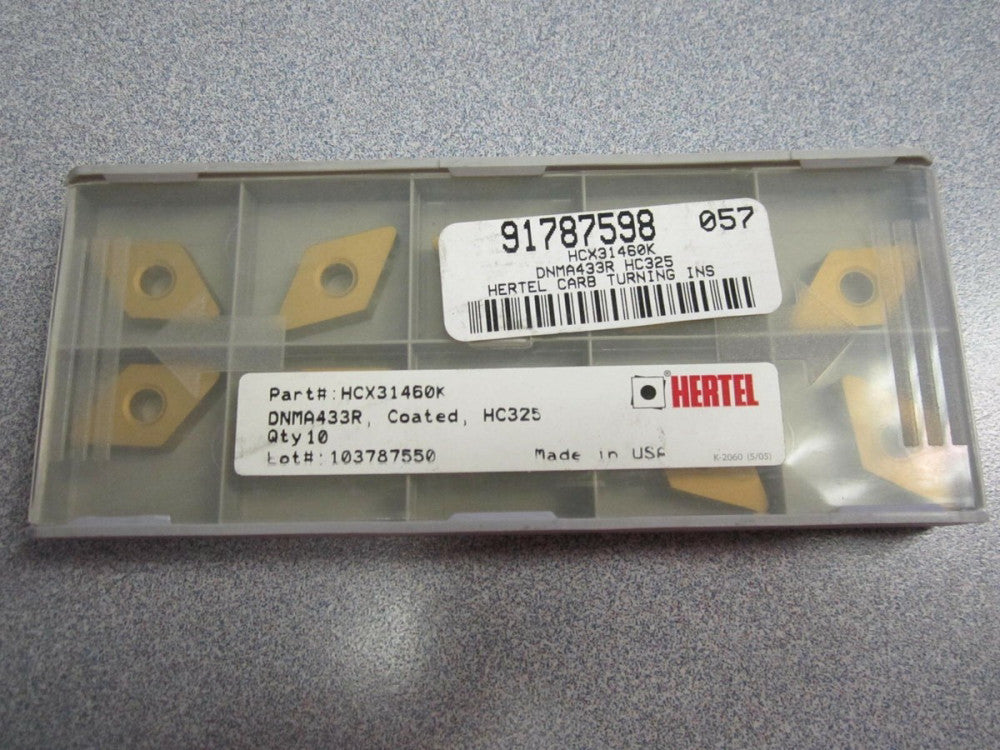 91787598 057
HCX31460K
DNMA433R HC325
HERTEL CARB TURNING INS
Part#:HCX31460K
DNMA433R, Coated, HC325
Qty10
Lot#:103787550
Made in USA
® HERTEL
K-2060 (5/05)